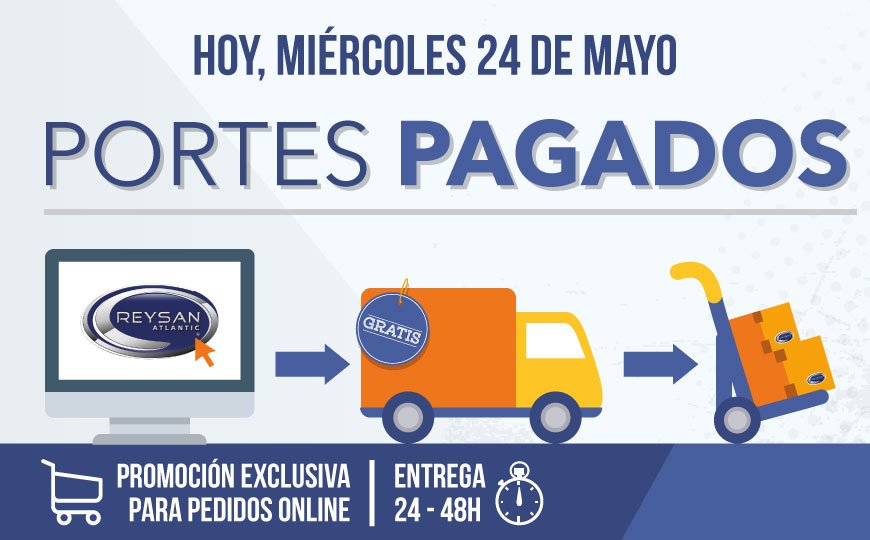 HOY, MIÉRCOLES 24 DE MAYO
PORTES PAGADOS
REYSAN
ATLANTIC
GRATIS
PROMOCIÓN EXCLUSIVA
PARA PEDIDOS ONLINE
ENTREGA
24 - 48H